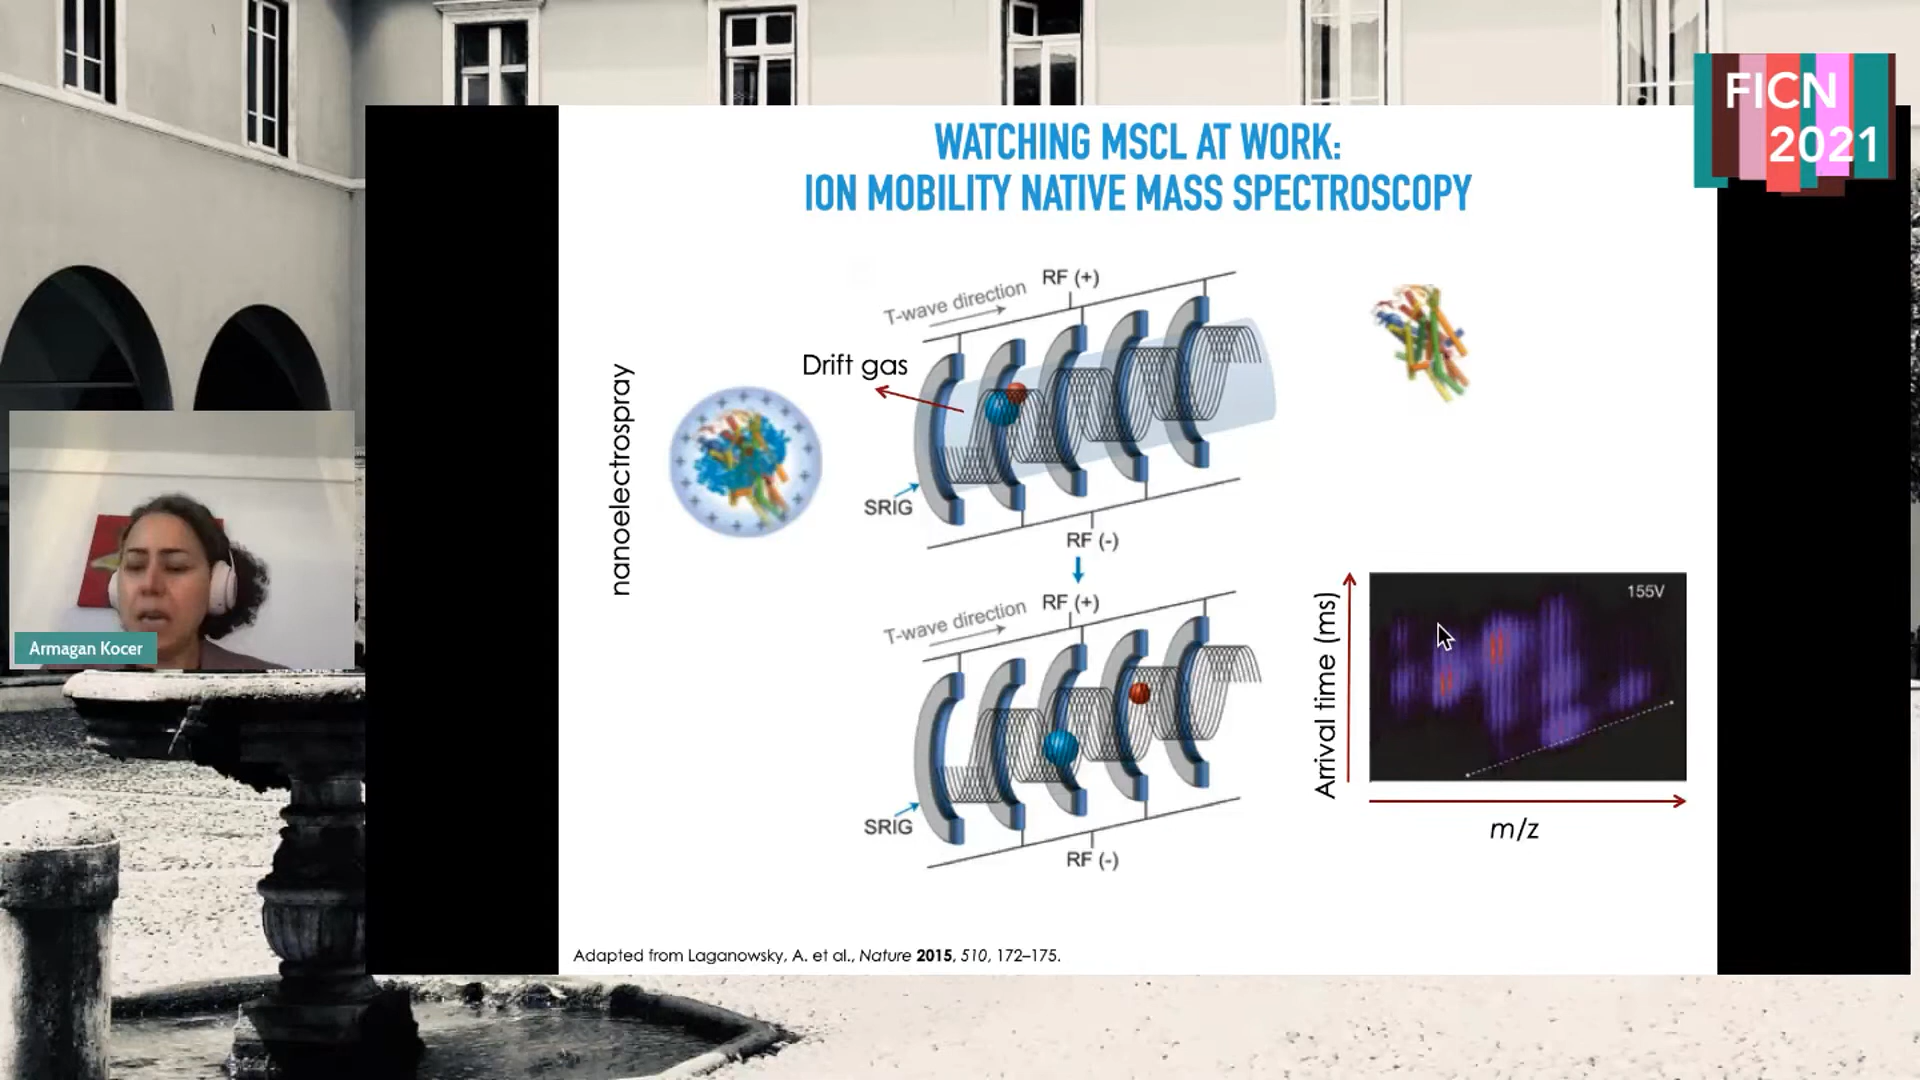 FICN
2021
WATCHING MSCL AT WORK:
ION MOBILITY NATIVE MASS SPECTROSCOPY
nanoelectrospray
Drift gas
T-wave direction
RF (+)
SRIG
RF (-)
T-wave direction
RF (+)
SRIG
RF (-)
Arrival time (ms)
155V
m/z
Armagan Kocer
Adapted from Laganowsky, A. et al., Nature 2015, 510, 172–175.